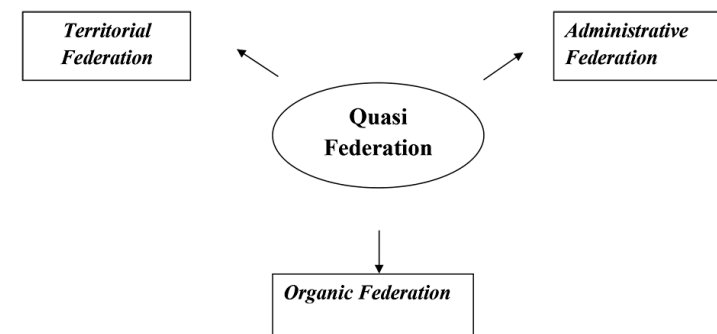 Territorial
Federation
Administrative
Federation
Quasi
Federation
Organic Federation